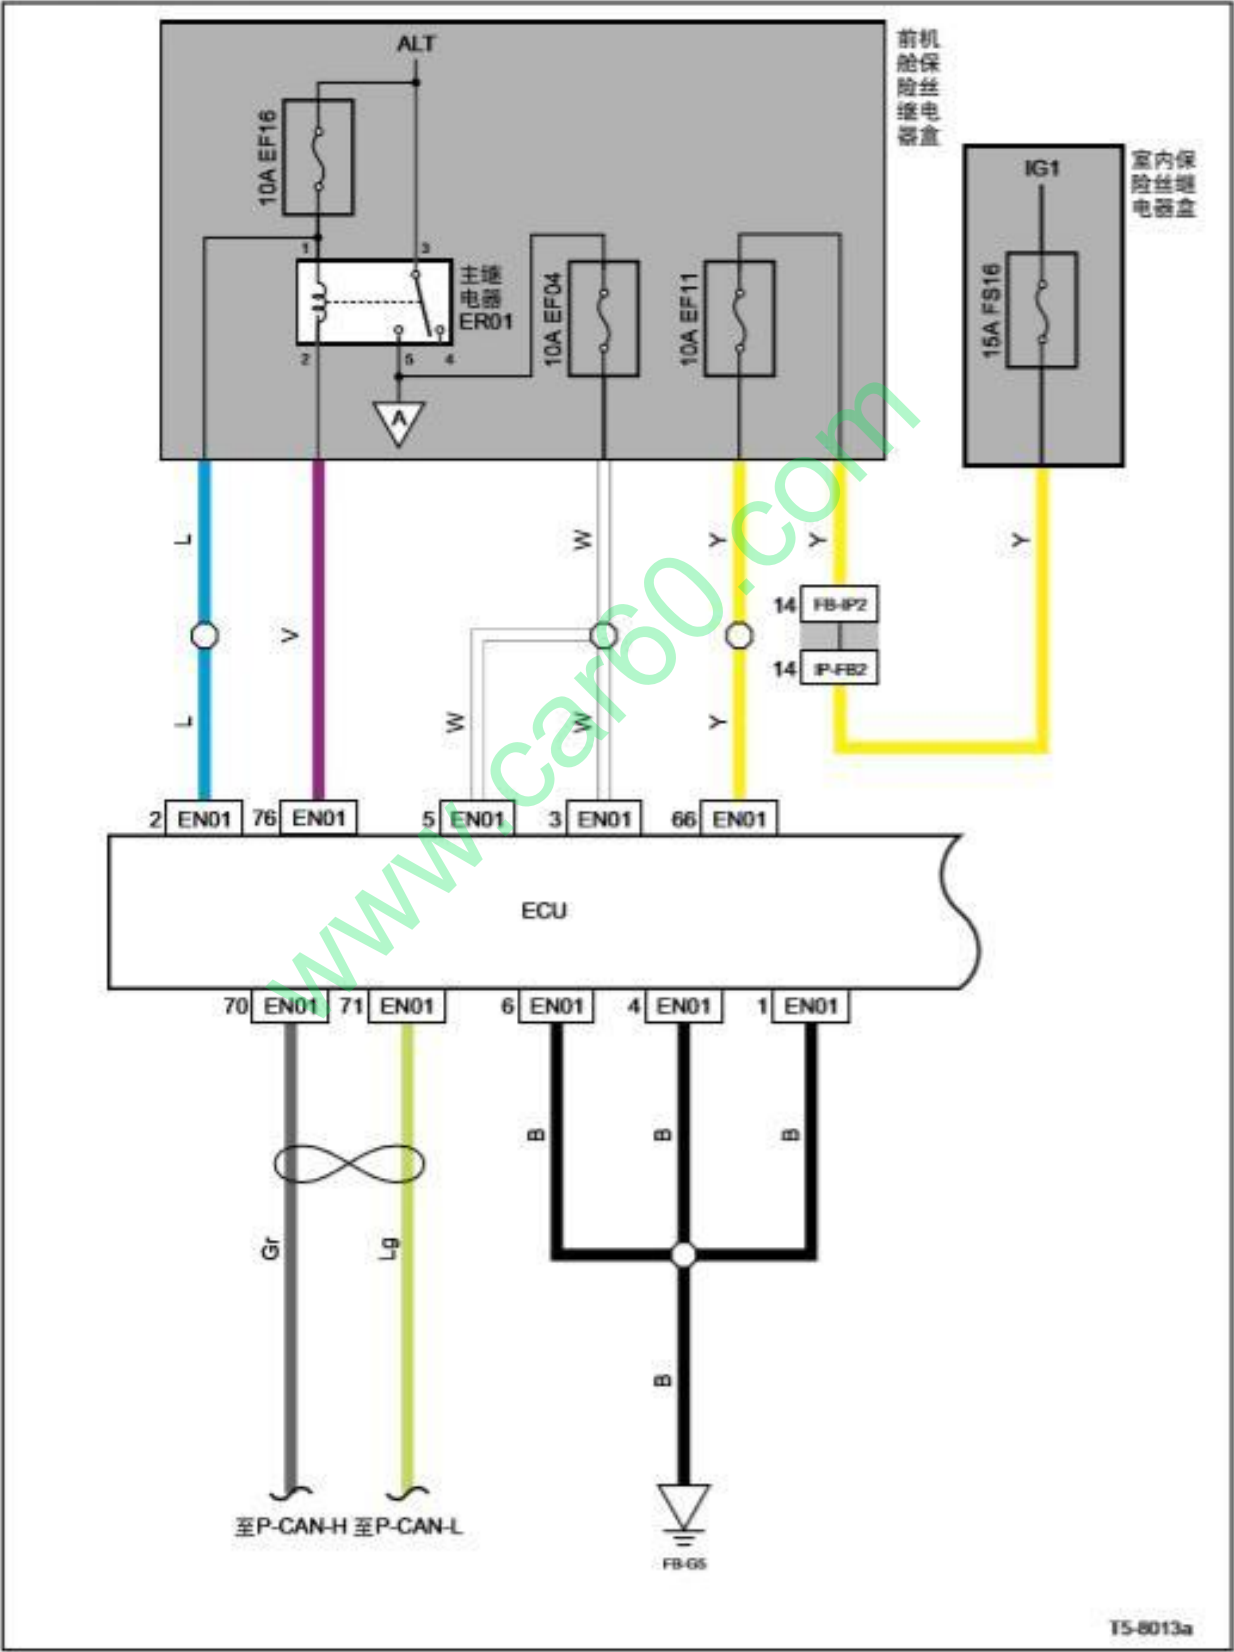 ALT
前机
舱保
险丝
继电
器盒
10A EF16
1
3
主继
电器
ER01
2
5
4
A
10A EF04
10A EF11
IG1
室内保
险丝继
电器盒
15A FS16
L
W
Y
Y
Y
14 FB-IP2
V
14 IP-FB2
L
W
W
Y
2 EN01
76 EN01
5 EN01
3 EN01
66 EN01
ECU
70 EN01
71 EN01
6 EN01
4 EN01
1 EN01
B
B
B
Gr
Lg
B
至P-CAN-H
至P-CAN-L
FB-G5
T5-8013a
www.car60.com